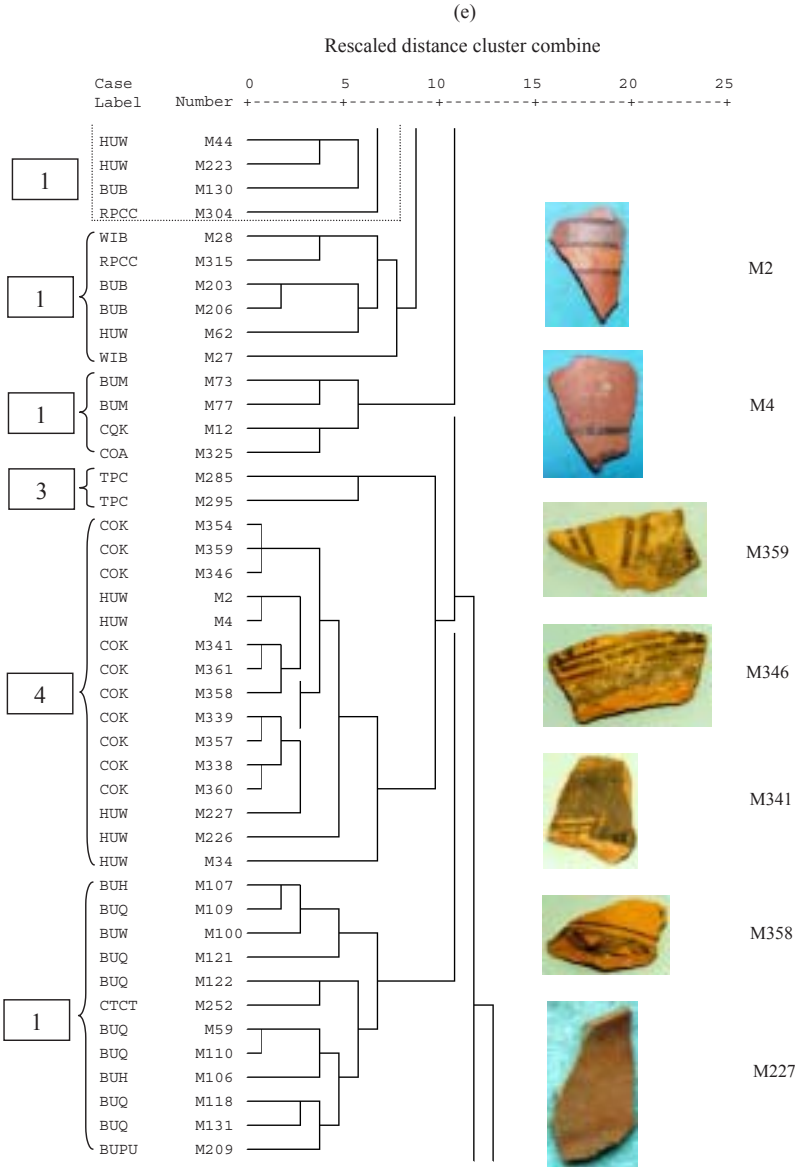 (e)
Rescaled distance cluster combine
Case 0 5 10 15 20 25
Label Number +---------+---------+---------+---------+---------+
HUW M44
HUW M223
1
BUB M130
RPCC M304
WIB M28
RPCC M315
M2
BUB M203
1
BUB M206
HUW M62
WIB M27
BUM M73
BUM M77
M4
1
CQK M12
COA M325
TPC M285
3
TPC M295
COK M354
COK M359
M359
COK M346
HUW M2
HUW M4
COK M341
COK M361
M346
COK M358
4
COK M339
COK M357
COK M338
COK M360
M341
HUW M227
HUW M226
HUW M34
BUH M107
BUQ M109
BUW M100
M358
BUQ M121
BUQ M122
CTCT M252
1
BUQ M59
BUQ M110
M227
BUH M106
BUQ M118
BUQ M131
BUPU M209